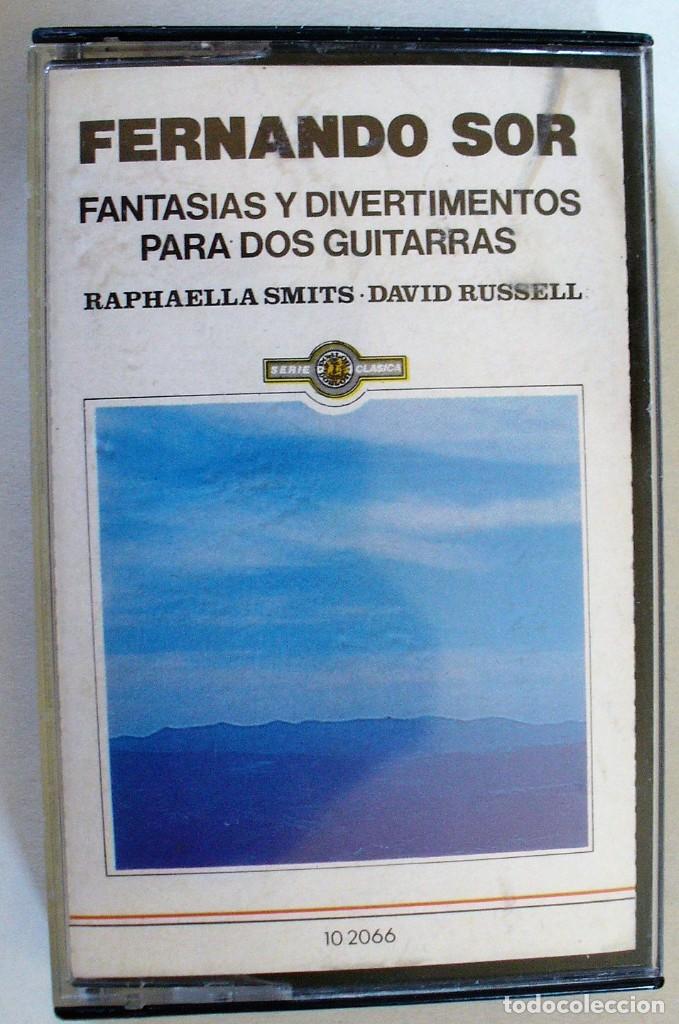 FERNANDO SOR
FANTASIAS Y DIVERTIMENTOS
PARA DOS GUITARRAS
RAPHAELLA SMITS · DAVID RUSSELL
SERIE CLASICA
10 2066
todocoleccion